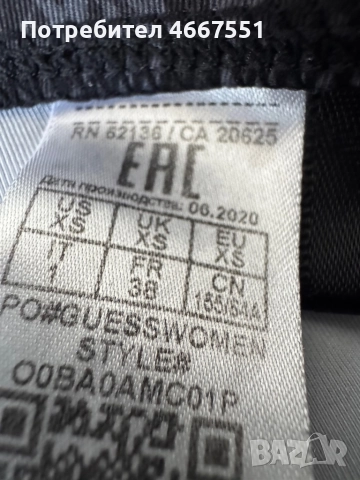 Потребител 4667551
RN 62136 / CA 20625
EAC
Дата производства: 06.2020
US UK EU
XS XS XS
IT FR CN
1 38 155/64A
PO#GUESSWOMEN
STYLE#
O0BA0AMC01P
BAZAR